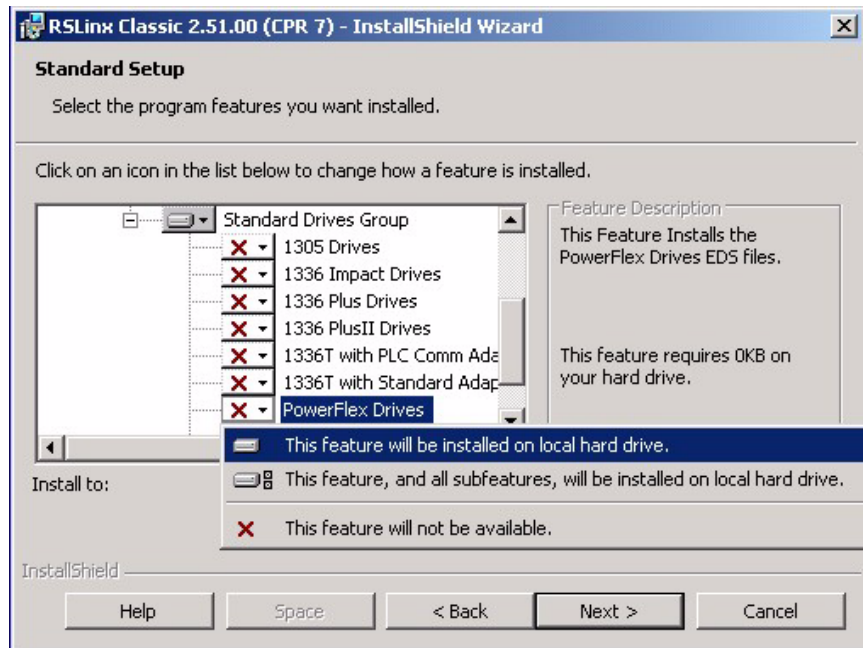 RSLinx Classic 2.51.00 (CPR 7) - InstallShield Wizard
Standard Setup
Select the program features you want installed.
Click on an icon in the list below to change how a feature is installed.
Standard Drives Group
1305 Drives
1336 Impact Drives
1336 Plus Drives
1336 PlusII Drives
1336T with PLC Comm Ada
1336T with Standard Adap
PowerFlex Drives
Feature Description
This Feature Installs the
PowerFlex Drives EDS files.
This feature requires 0KB on
your hard drive.
This feature will be installed on local hard drive.
This feature, and all subfeatures, will be installed on local hard drive.
This feature will not be available.
Install to:
InstallShield
Help
Space
< Back
Next >
Cancel